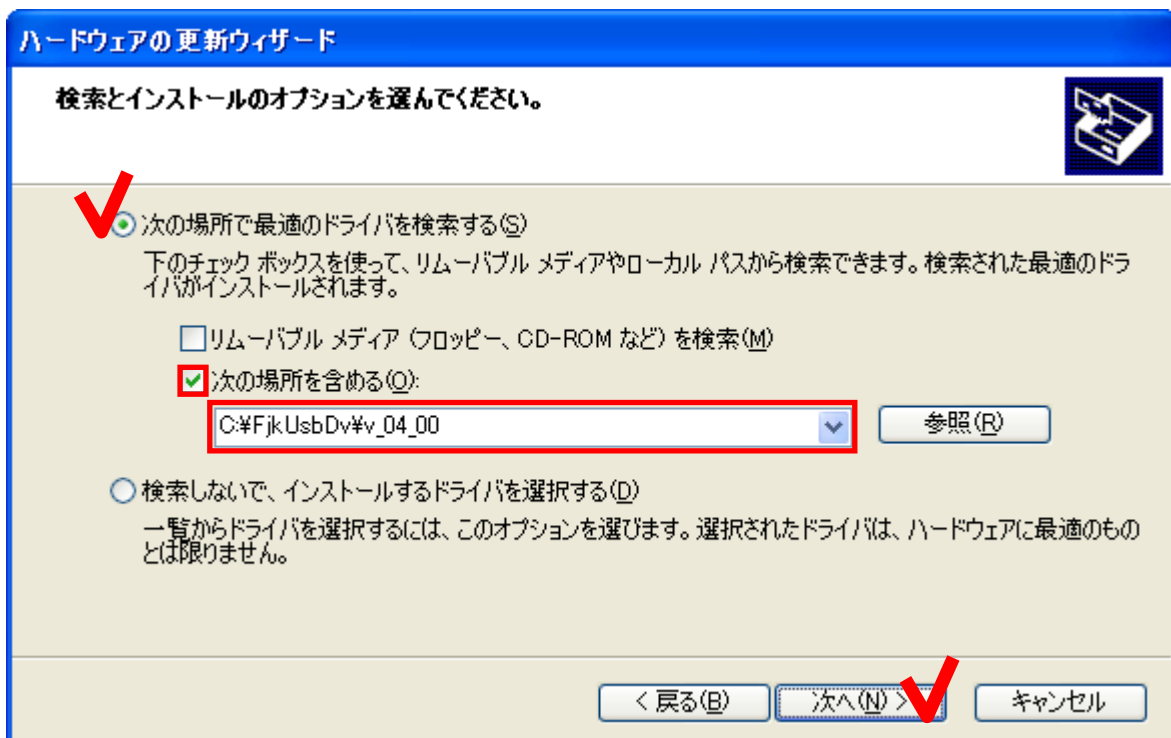 ハードウェアの更新ウィザード
検索とインストールのオプションを選んでください。
次の場所で最適のドライバを検索する(S)
下のチェック ボックスを使って、リムーバブル メディアやローカル パスから検索できます。検索された最適のドラ
イバがインストールされます。
リムーバブル メディア (フロッピー、CD-ROM など) を検索(M)
次の場所を含める(O):
C:¥FjkUsbDv¥v_04_00
参照(R)
検索しないで、インストールするドライバを選択する(D)
一覧からドライバを選択するには、このオプションを選びます。選択されたドライバは、ハードウェアに最適のもの
とは限りません。
< 戻る(B) 次へ(N) > キャンセル